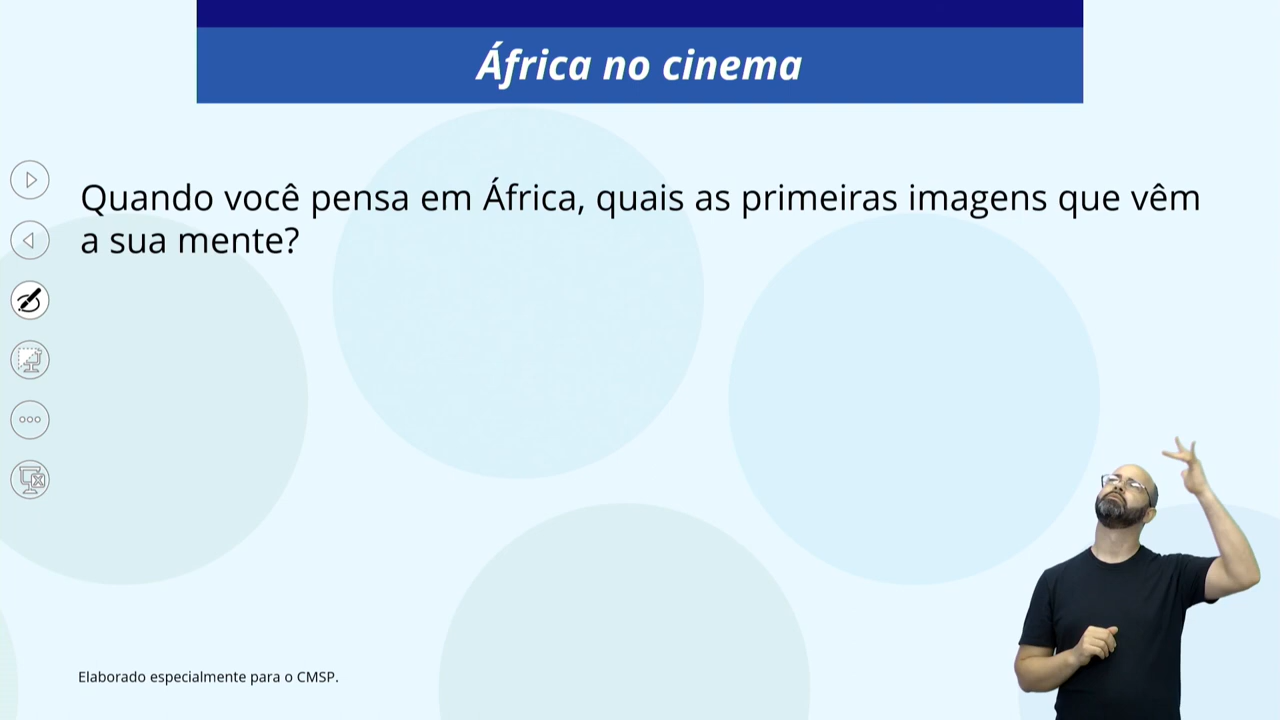 África no cinema
Quando você pensa em África, quais as primeiras imagens que vêm
a sua mente?
Elaborado especialmente para o CMSP.